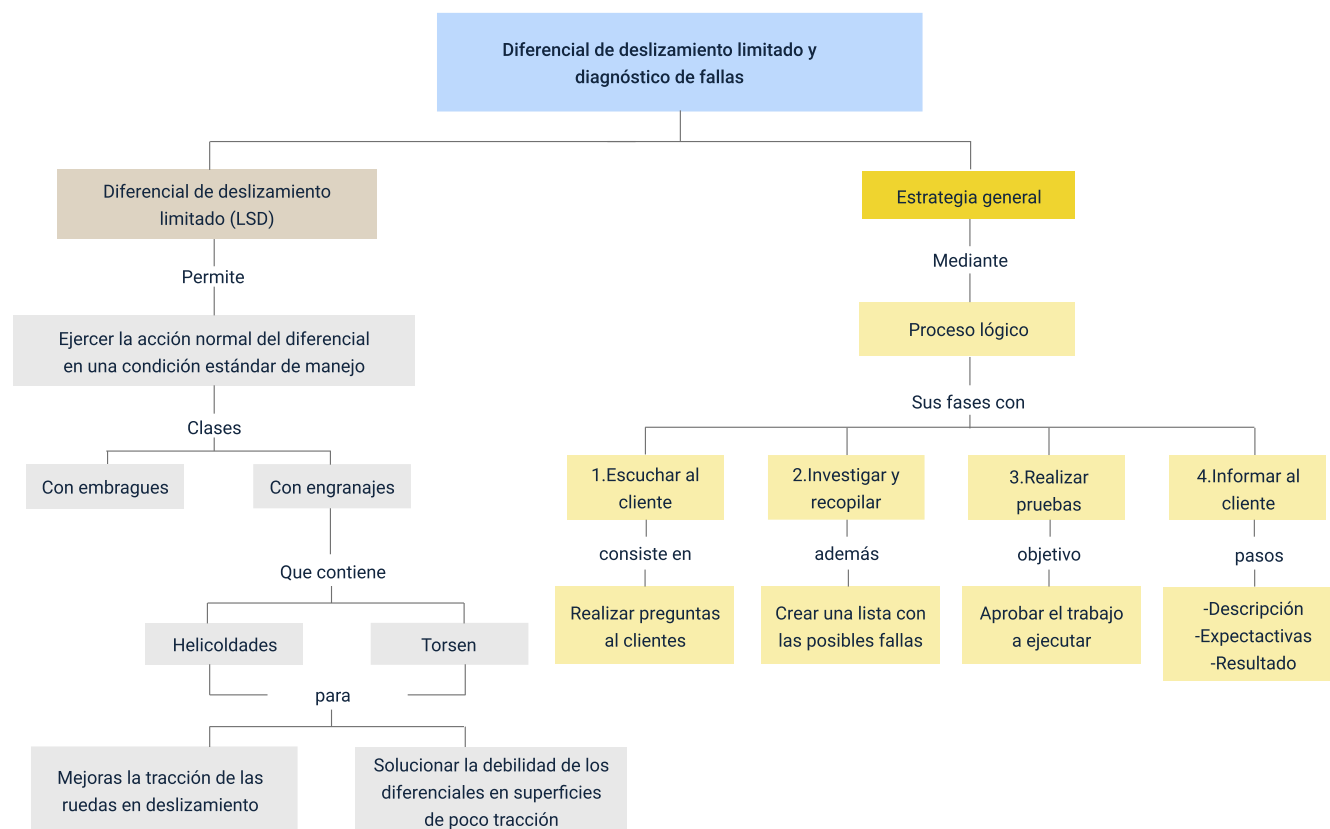 Diferencial de deslizamiento limitado y
diagnóstico de fallas
Diferencial de deslizamiento
limitado (LSD)
Permite
Ejercer la acción normal del diferencial
en una condición estándar de manejo
Clases
Con embragues
Con engranajes
Que contiene
Helicoldades
Torsen
para
Mejoras la tracción de las
ruedas en deslizamiento
Solucionar la debilidad de los
diferenciales en superficies
de poco tracción
Estrategia general
Mediante
Proceso lógico
Sus fases con
1.Escuchar al
cliente
consiste en
Realizar preguntas
al clientes
2.Investigar y
recopilar
además
Crear una lista con
las posibles fallas
3.Realizar
pruebas
objetivo
Aprobar el trabajo
a ejecutar
4.Informar al
cliente
pasos
-Descripción
-Expectactivas
-Resultado